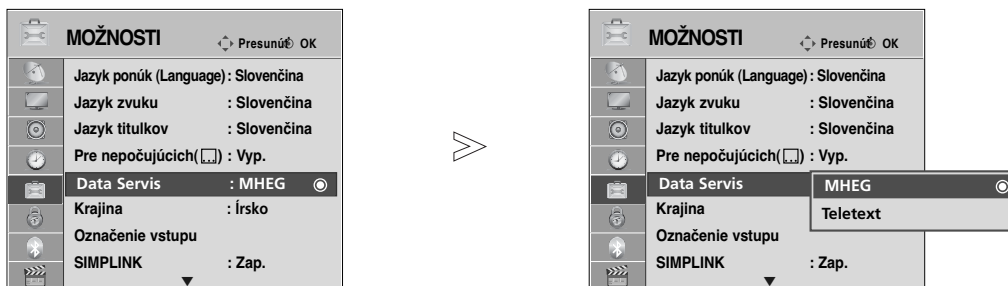 MOŽNOSTI
Presunúť OK
Jazyk ponúk (Language) : Slovenčina
Jazyk zvuku : Slovenčina
Jazyk titulkov : Slovenčina
Pre nepočujúcich( ) : Vyp.
Data Servis : MHEG
Krajina : Írsko
Označenie vstupu
SIMPLINK : Zap.
MOŽNOSTI
Presunúť OK
Jazyk ponúk (Language) : Slovenčina
Jazyk zvuku : Slovenčina
Jazyk titulkov : Slovenčina
Pre nepočujúcich( ) : Vyp.
Data Servis
MHEG
Krajina
Teletext
Označenie vstupu
SIMPLINK : Zap.